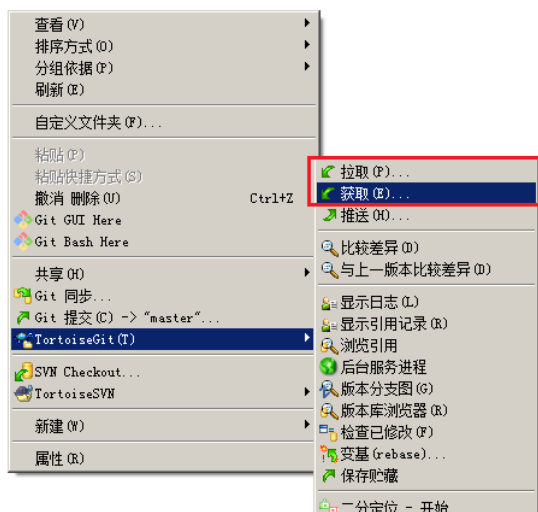 查看(V)
排序方式(O)
分组依据(P)
刷新(E)
自定义文件夹(F)...
粘贴(P)
粘贴快捷方式(S)
撤消 删除(U) Ctrl+Z
Git GUI Here
Git Bash Here
共享(H)
Git 同步...
Git 提交(C) -> "master"...
TortoiseGit(T)
SVN Checkout...
TortoiseSVN
新建(W)
属性(R)
拉取(P)...
获取(E)...
推送(H)...
比较差异(D)
与上一版本比较差异(D)
显示日志(L)
显示引用记录(R)
浏览引用
后台服务进程
版本分支图(G)
版本库浏览器(R)
检查已修改(F)
变基(rebase)...
保存贮藏
二分定位 - 开始